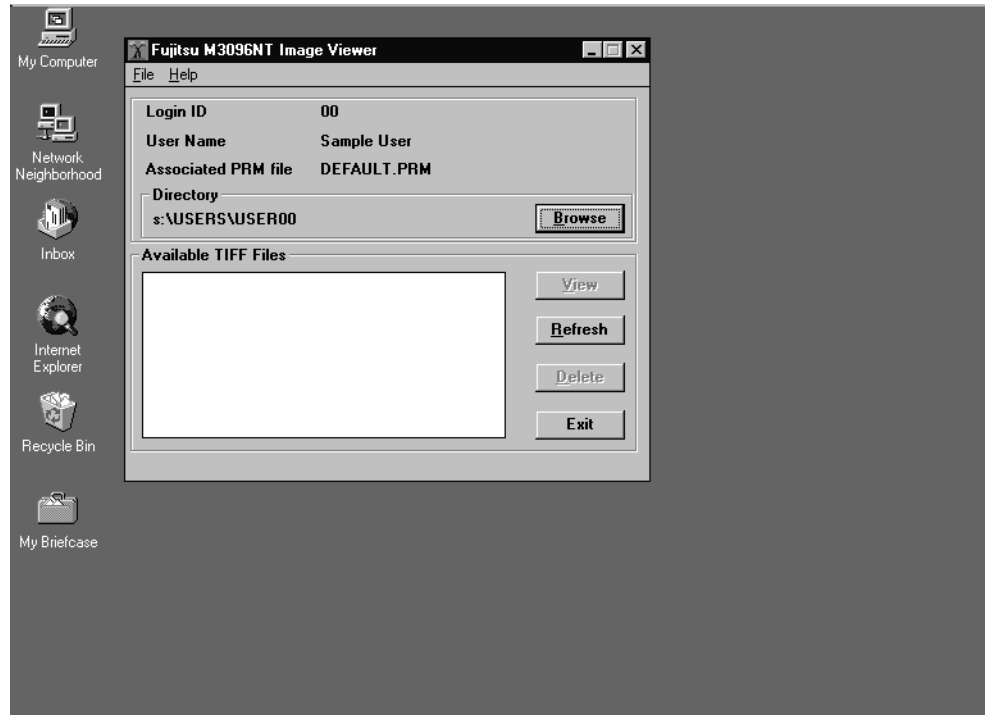 My Computer
Network
Neighborhood
Inbox
Internet
Explorer
Recycle Bin
My Briefcase
Fujitsu M3096NT Image Viewer
File Help
Login ID 00
User Name Sample User
Associated PRM file DEFAULT.PRM
Directory
s:\USERS\USER00
Browse
Available TIFF Files
View
Refresh
Delete
Exit